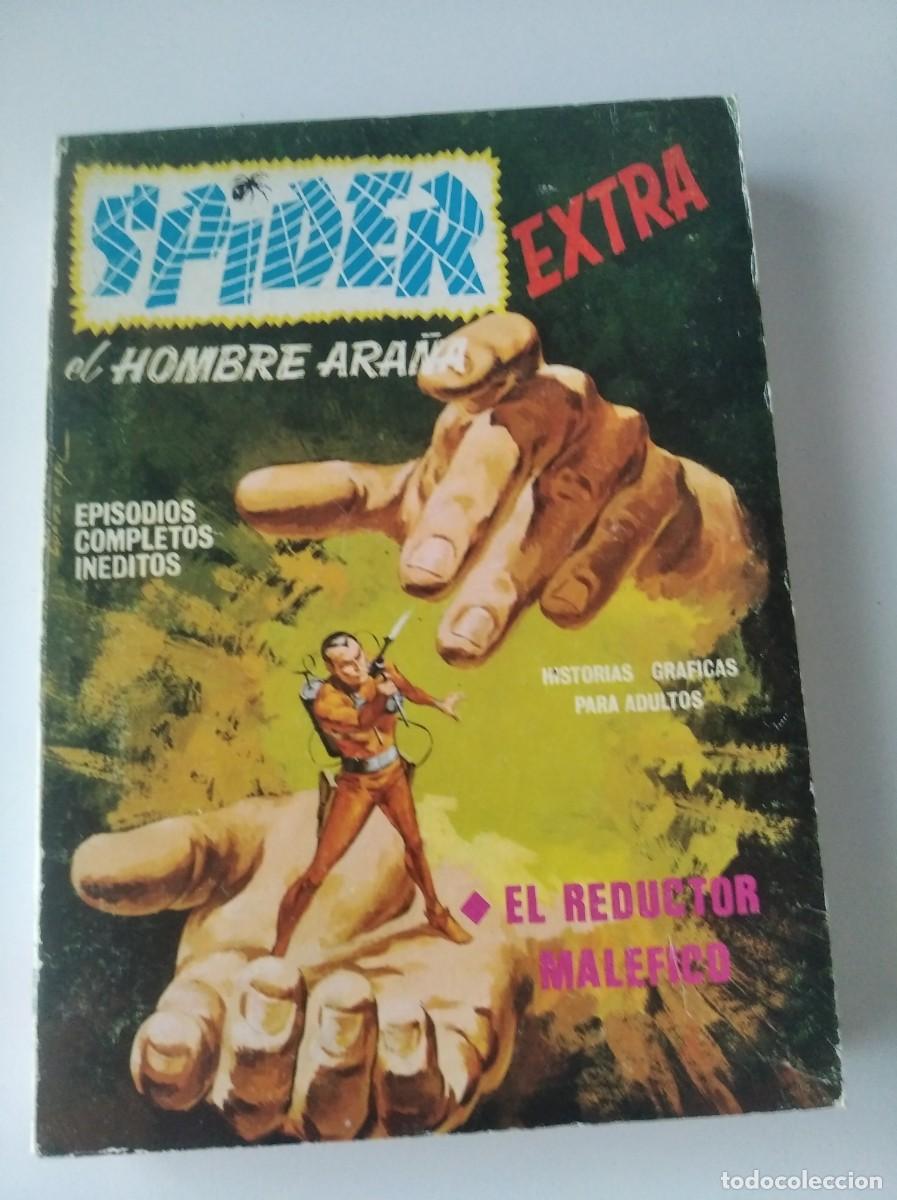 SPIDER
EXTRA
el HOMBRE ARAÑA
EPISODIOS
COMPLETOS
INEDITOS
HISTORIAS GRAFICAS
PARA ADULTOS
EL REDUCTOR
MALEFICO
todocoleccion